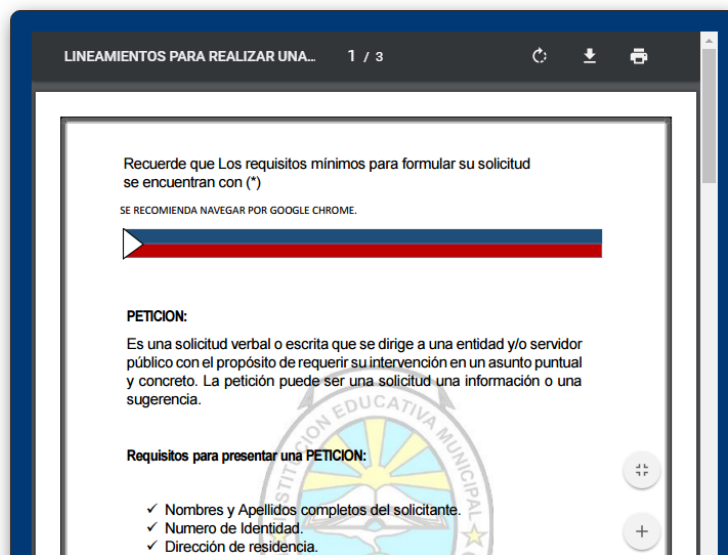 LINEAMIENTOS PARA REALIZAR UNA... 1 / 3
Recuerde que Los requisitos mínimos para formular su solicitud
se encuentran con (*)
SE RECOMIENDA NAVEGAR POR GOOGLE CHROME.
PETICION:
Es una solicitud verbal o escrita que se dirige a una entidad y/o servidor
público con el propósito de requerir su intervención en un asunto puntual
y concreto. La petición puede ser una solicitud una información o una
sugerencia.
INSTITUCION EDUCATIVA MUNICIPAL
Requisitos para presentar una PETICION:
✓ Nombres y Apellidos completos del solicitante.
✓ Numero de Identidad.
✓ Dirección de residencia.